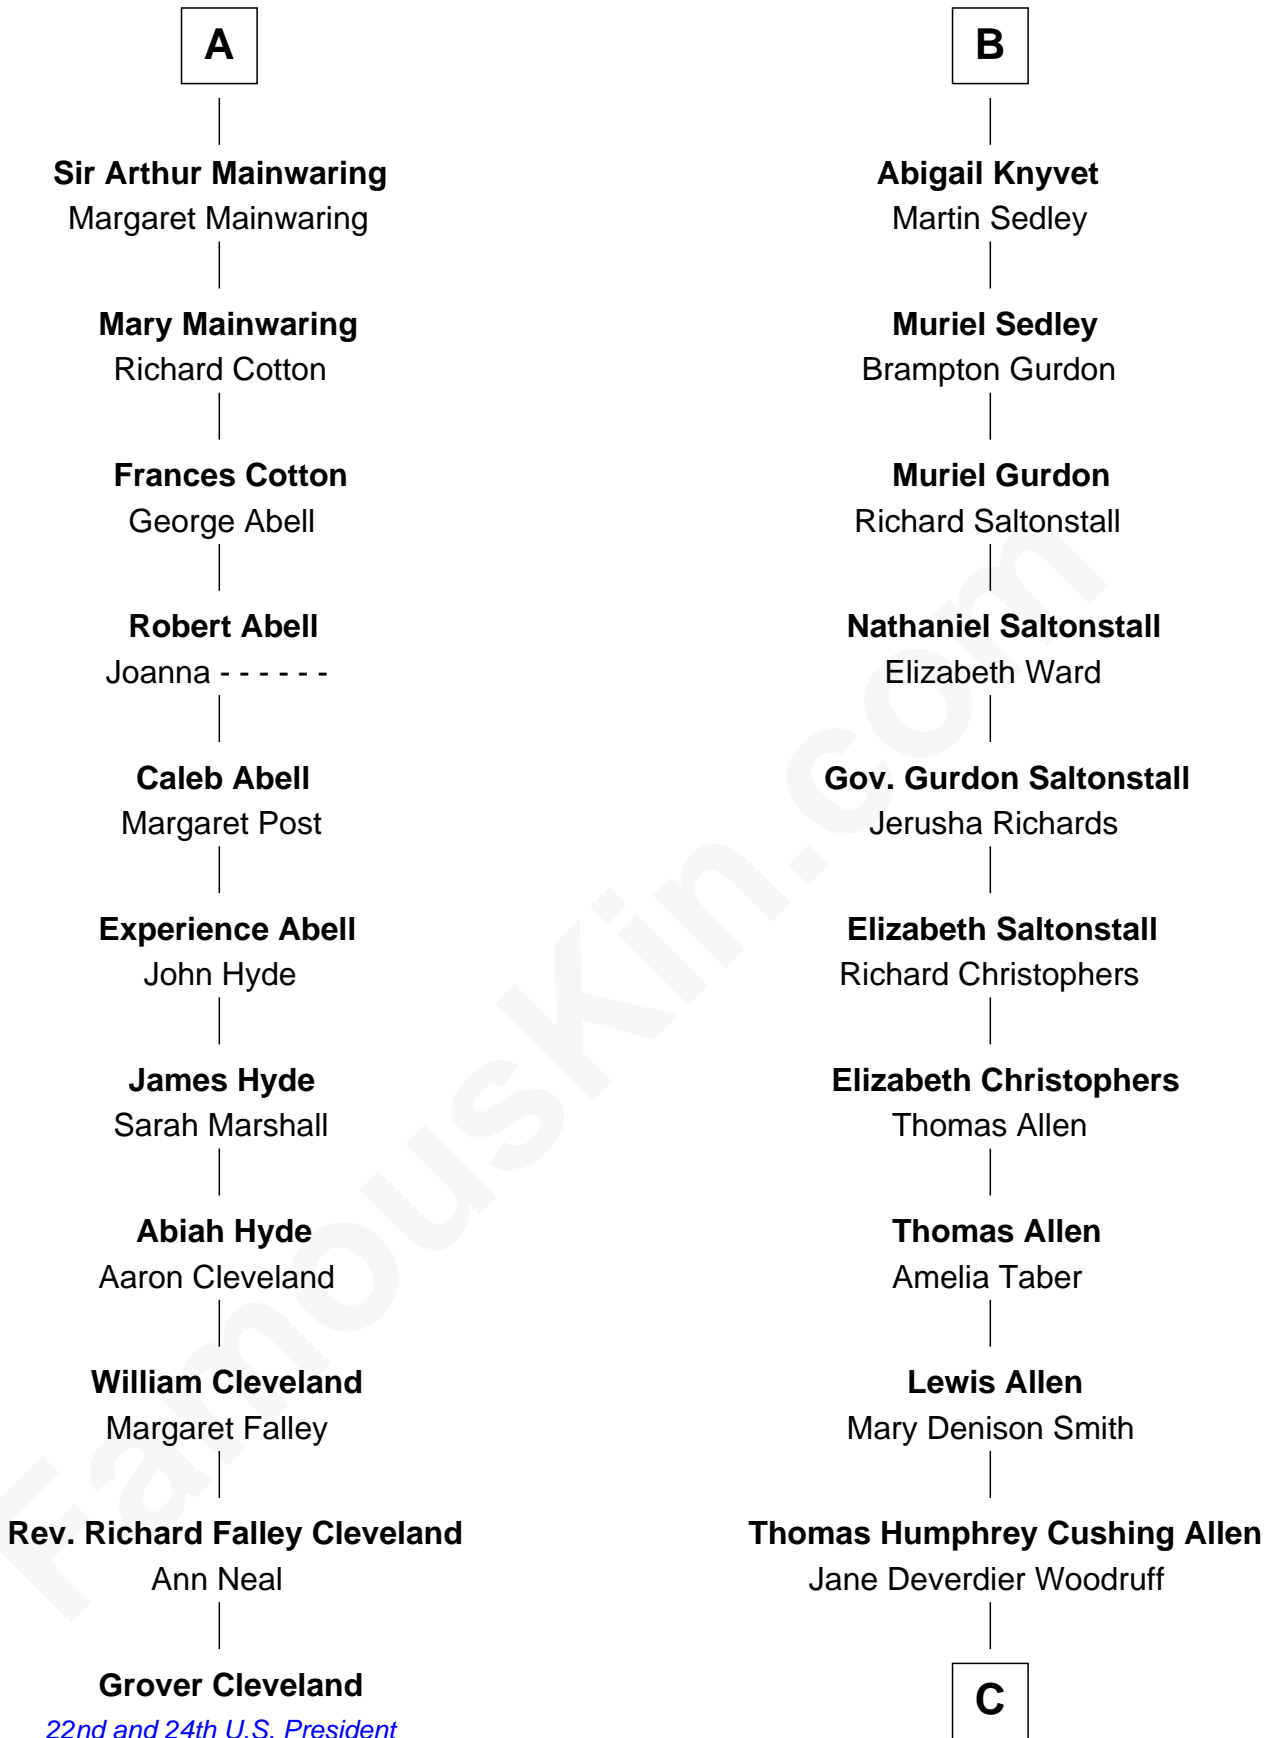 A
Sir Arthur Mainwaring
Margaret Mainwaring
Mary Mainwaring
Richard Cotton
Frances Cotton
George Abell
Robert Abell
Joanna - - - - - -
Caleb Abell
Margaret Post
Experience Abell
John Hyde
James Hyde
Sarah Marshall
Abiah Hyde
Aaron Cleveland
William Cleveland
Margaret Falley
Rev. Richard Falley Cleveland
Ann Neal
Grover Cleveland
22nd and 24th U.S. President
B
Abigail Knyvet
Martin Sedley
Muriel Sedley
Brampton Gurdon
Muriel Gurdon
Richard Saltonstall
Nathaniel Saltonstall
Elizabeth Ward
Gov. Gurdon Saltonstall
Jerusha Richards
Elizabeth Saltonstall
Richard Christophers
Elizabeth Christophers
Thomas Allen
Thomas Allen
Amelia Taber
Lewis Allen
Mary Denison Smith
Thomas Humphrey Cushing Allen
Jane Deverdier Woodruff
C
FamousKin.com